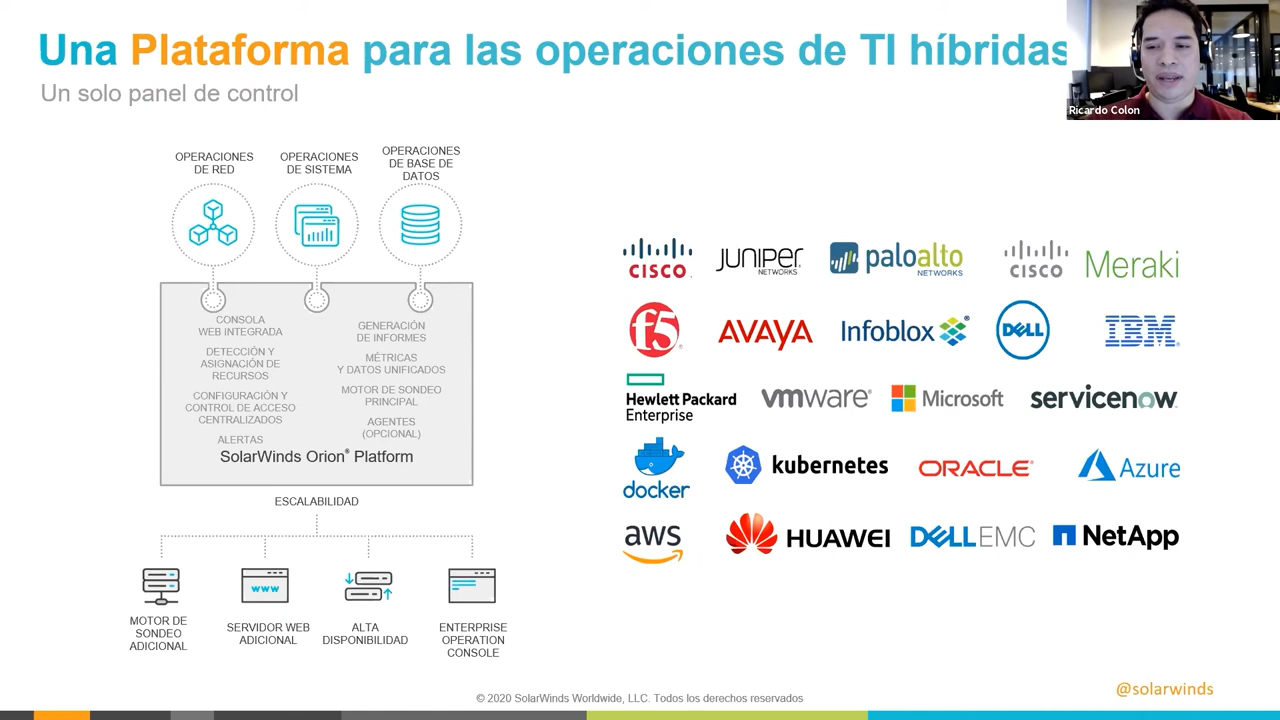 Una Plataforma para las operaciones de TI híbridas
Un solo panel de control
Ricardo Colon
OPERACIONES
DE RED
OPERACIONES
DE SISTEMA
OPERACIONES
DE BASE DE
DATOS
CONSOLA
WEB INTEGRADA
DETECCIÓN Y
ASIGNACIÓN DE
RECURSOS
CONFIGURACIÓN Y
CONTROL DE ACCESO
CENTRALIZADOS
ALERTAS
GENERACIÓN
DE INFORMES
MÉTRICAS
Y DATOS UNIFICADOS
MOTOR DE SONDEO
PRINCIPAL
AGENTES
(OPCIONAL)
SolarWinds Orion® Platform
ESCALABILIDAD
www
MOTOR DE
SONDEO
ADICIONAL
SERVIDOR WEB
ADICIONAL
ALTA
DISPONIBILIDAD
ENTERPRISE
OPERATION
CONSOLE
CISCO
JUNIPER
NETWORKS
paloalto
NETWORKS
CISCO Meraki
f5
AVAYA
Infoblox
DELL
IBM
Hewlett Packard
Enterprise
vmware®
Microsoft
servicenow
docker
kubernetes
ORACLE
Azure
aws
HUAWEI
DELLEMC
NetApp
@solarwinds
© 2020 SolarWinds Worldwide, LLC. Todos los derechos reservados